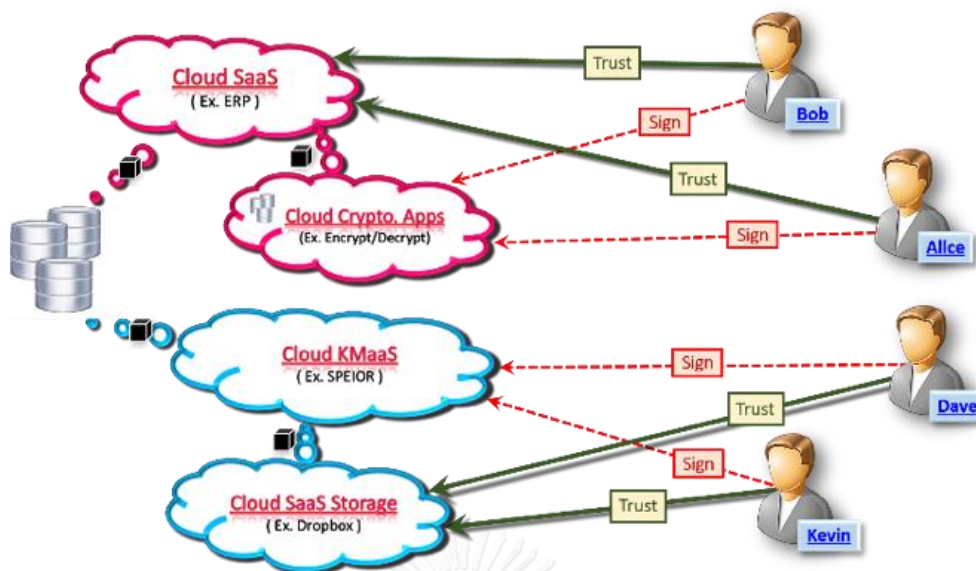 Cloud SaaS
( Ex. ERP )
Trust
Bob
Sign
Trust
Cloud Crypto. Apps
(Ex. Encrypt/Decrypt)
Sign
Alice
Cloud KMaaS
( Ex. SPEIOR )
Sign
Trust
Dave
Sign
Cloud SaaS Storage
( Ex. Dropbox )
Trust
Kevin